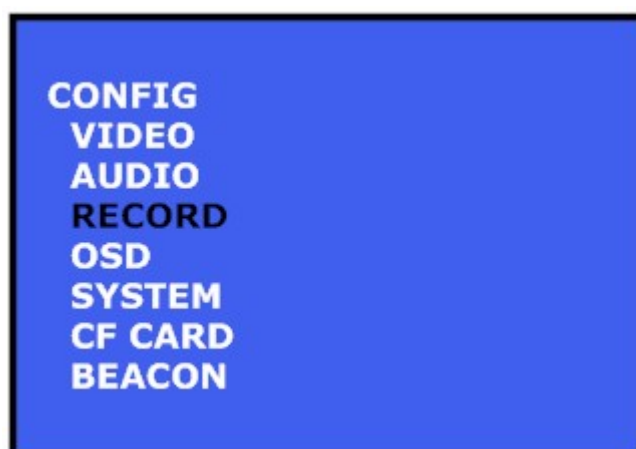 CONFIG
VIDEO
AUDIO
RECORD
OSD
SYSTEM
CF CARD
BEACON